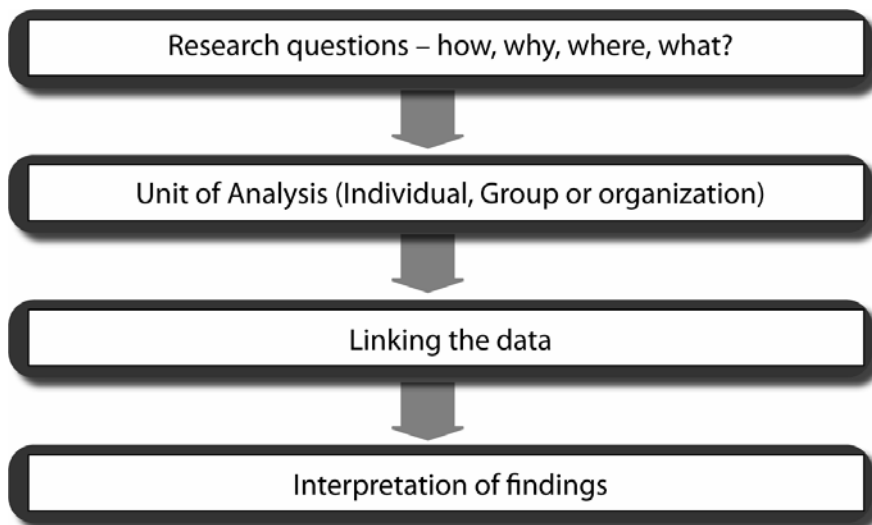 Research questions – how, why, where, what?
Unit of Analysis (Individual, Group or organization)
Linking the data
Interpretation of findings